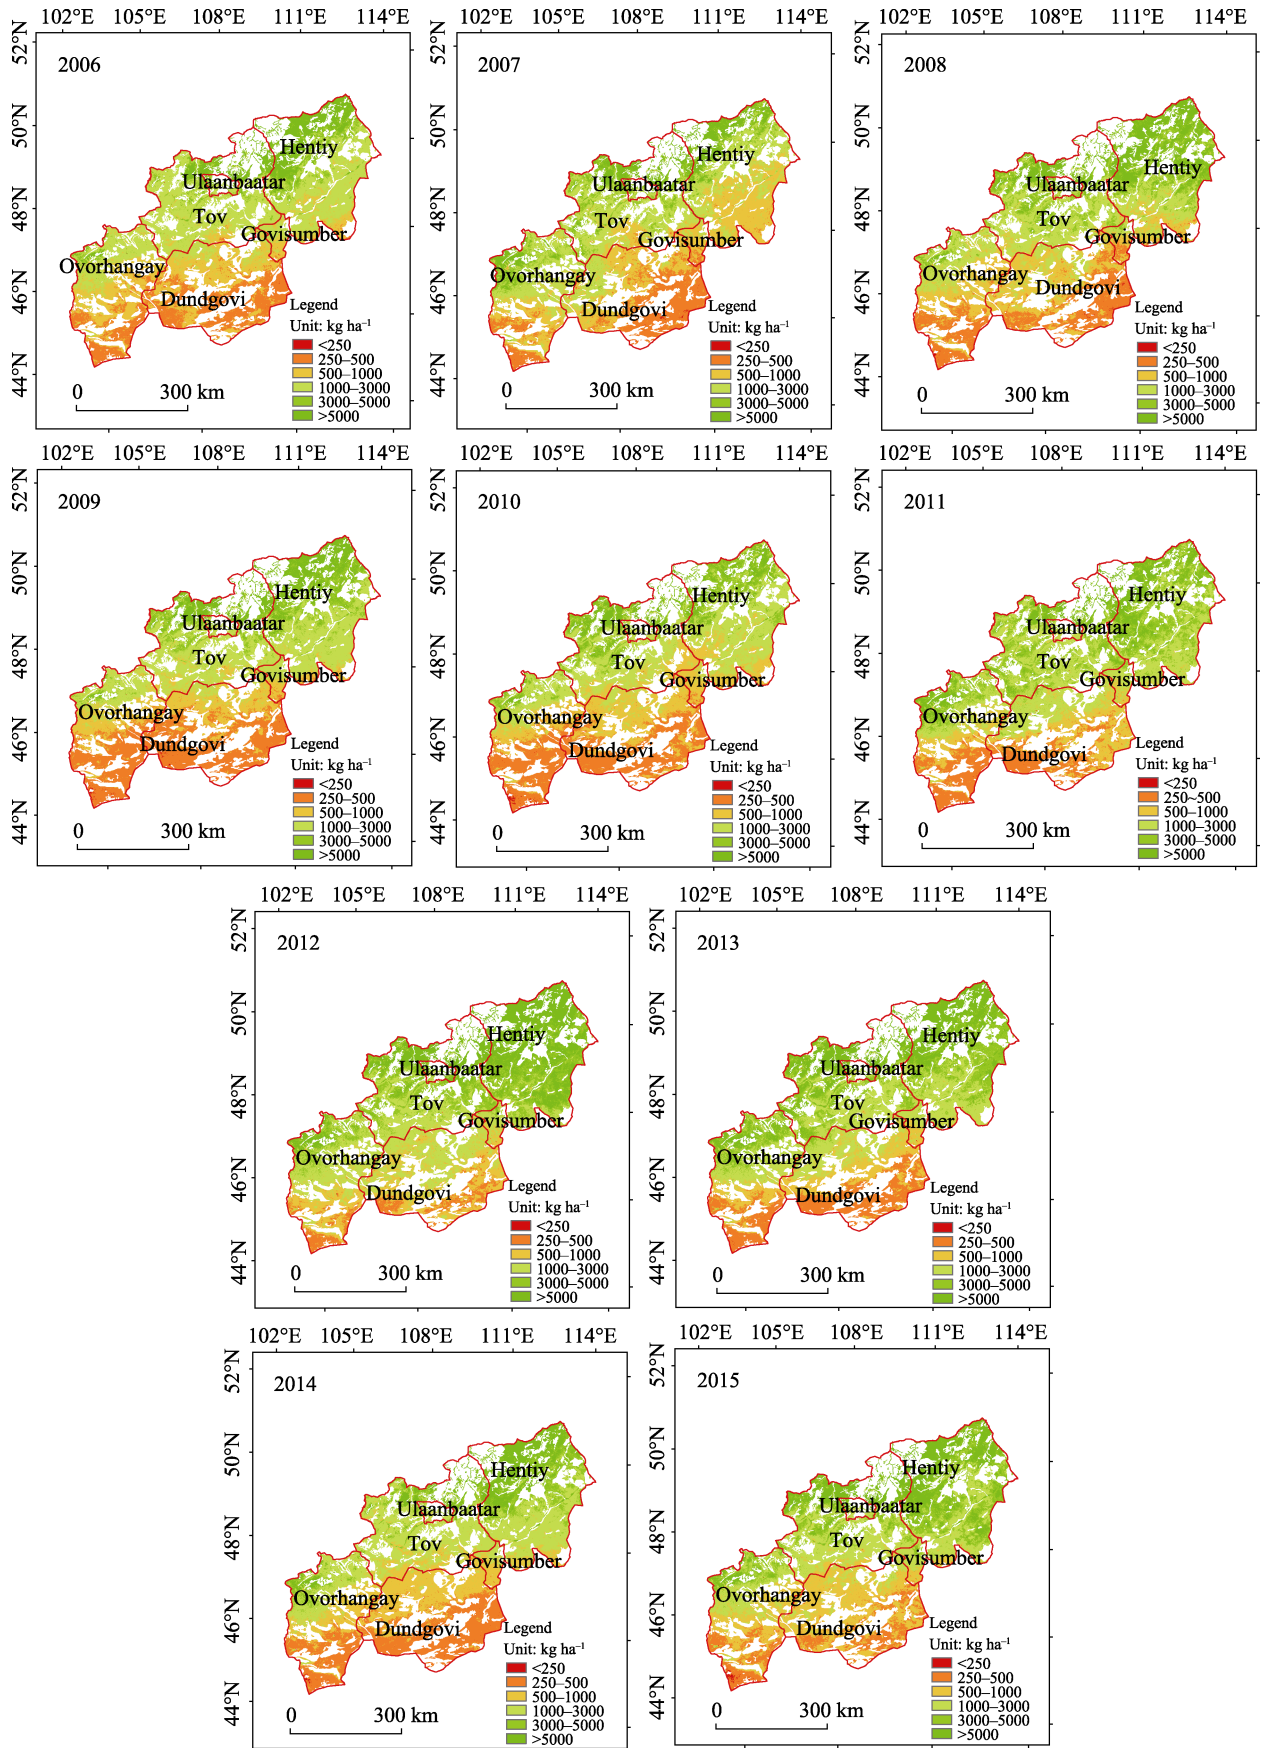 102°E 105°E 108°E 111°E 114°E
102°E 105°E 108°E 111°E 114°E
102°E 105°E 108°E 111°E 114°E
52°N
50°N
48°N
46°N
44°N
2006
Hentiy
Ulaanbaatar
Tov
Govisumber
Ovorhangay
Dundgovi
Legend
Unit: kg ha⁻¹
<250
250–500
500–1000
1000–3000
3000–5000
>5000
0 300 km
52°N
50°N
48°N
46°N
44°N
2007
Hentiy
Ulaanbaatar
Tov
Govisumber
Ovorhangay
Dundgovi
Legend
Unit: kg ha⁻¹
<250
250–500
500–1000
1000–3000
3000–5000
>5000
0 300 km
52°N
50°N
48°N
46°N
44°N
2008
Hentiy
Ulaanbaatar
Tov
Govisumber
Ovorhangay
Dundgovi
Legend
Unit: kg ha⁻¹
<250
250–500
500–1000
1000–3000
3000–5000
>5000
0 300 km
102°E 105°E 108°E 111°E 114°E
102°E 105°E 108°E 111°E 114°E
102°E 105°E 108°E 111°E 114°E
52°N
50°N
48°N
46°N
44°N
2009
Hentiy
Ulaanbaatar
Tov
Govisumber
Ovorhangay
Dundgovi
Legend
Unit: kg ha⁻¹
<250
250–500
500–1000
1000–3000
3000–5000
>5000
0 300 km
52°N
50°N
48°N
46°N
44°N
2010
Hentiy
Ulaanbaatar
Tov
Govisumber
Ovorhangay
Dundgovi
Legend
Unit: kg ha⁻¹
<250
250–500
500–1000
1000–3000
3000–5000
>5000
0 300 km
52°N
50°N
48°N
46°N
44°N
2011
Hentiy
Ulaanbaatar
Tov
Govisumber
Ovorhangay
Dundgovi
Legend
Unit: kg ha⁻¹
<250
250~500
500–1000
1000–3000
3000–5000
>5000
0 300 km
102°E 105°E 108°E 111°E 114°E
102°E 105°E 108°E 111°E 114°E
52°N
50°N
48°N
46°N
44°N
2012
Hentiy
Ulaanbaatar
Tov
Govisumber
Ovorhangay
Dundgovi
Legend
Unit: kg ha⁻¹
<250
250–500
500–1000
1000–3000
3000–5000
>5000
0 300 km
52°N
50°N
48°N
46°N
44°N
2013
Hentiy
Ulaanbaatar
Tov
Govisumber
Ovorhangay
Dundgovi
Legend
Unit: kg ha⁻¹
<250
250–500
500–1000
1000–3000
3000–5000
>5000
0 300 km
102°E 105°E 108°E 111°E 114°E
102°E 105°E 108°E 111°E 114°E
52°N
50°N
48°N
46°N
44°N
2014
Hentiy
Ulaanbaatar
Tov
Govisumber
Ovorhangay
Dundgovi
Legend
Unit: kg ha⁻¹
<250
250–500
500–1000
1000–3000
3000–5000
>5000
0 300 km
52°N
50°N
48°N
46°N
44°N
2015
Hentiy
Ulaanbaatar
Tov
Govisumber
Ovorhangay
Dundgovi
Legend
Unit: kg ha⁻¹
<250
250–500
500–1000
1000–3000
3000–5000
>5000
0 300 km